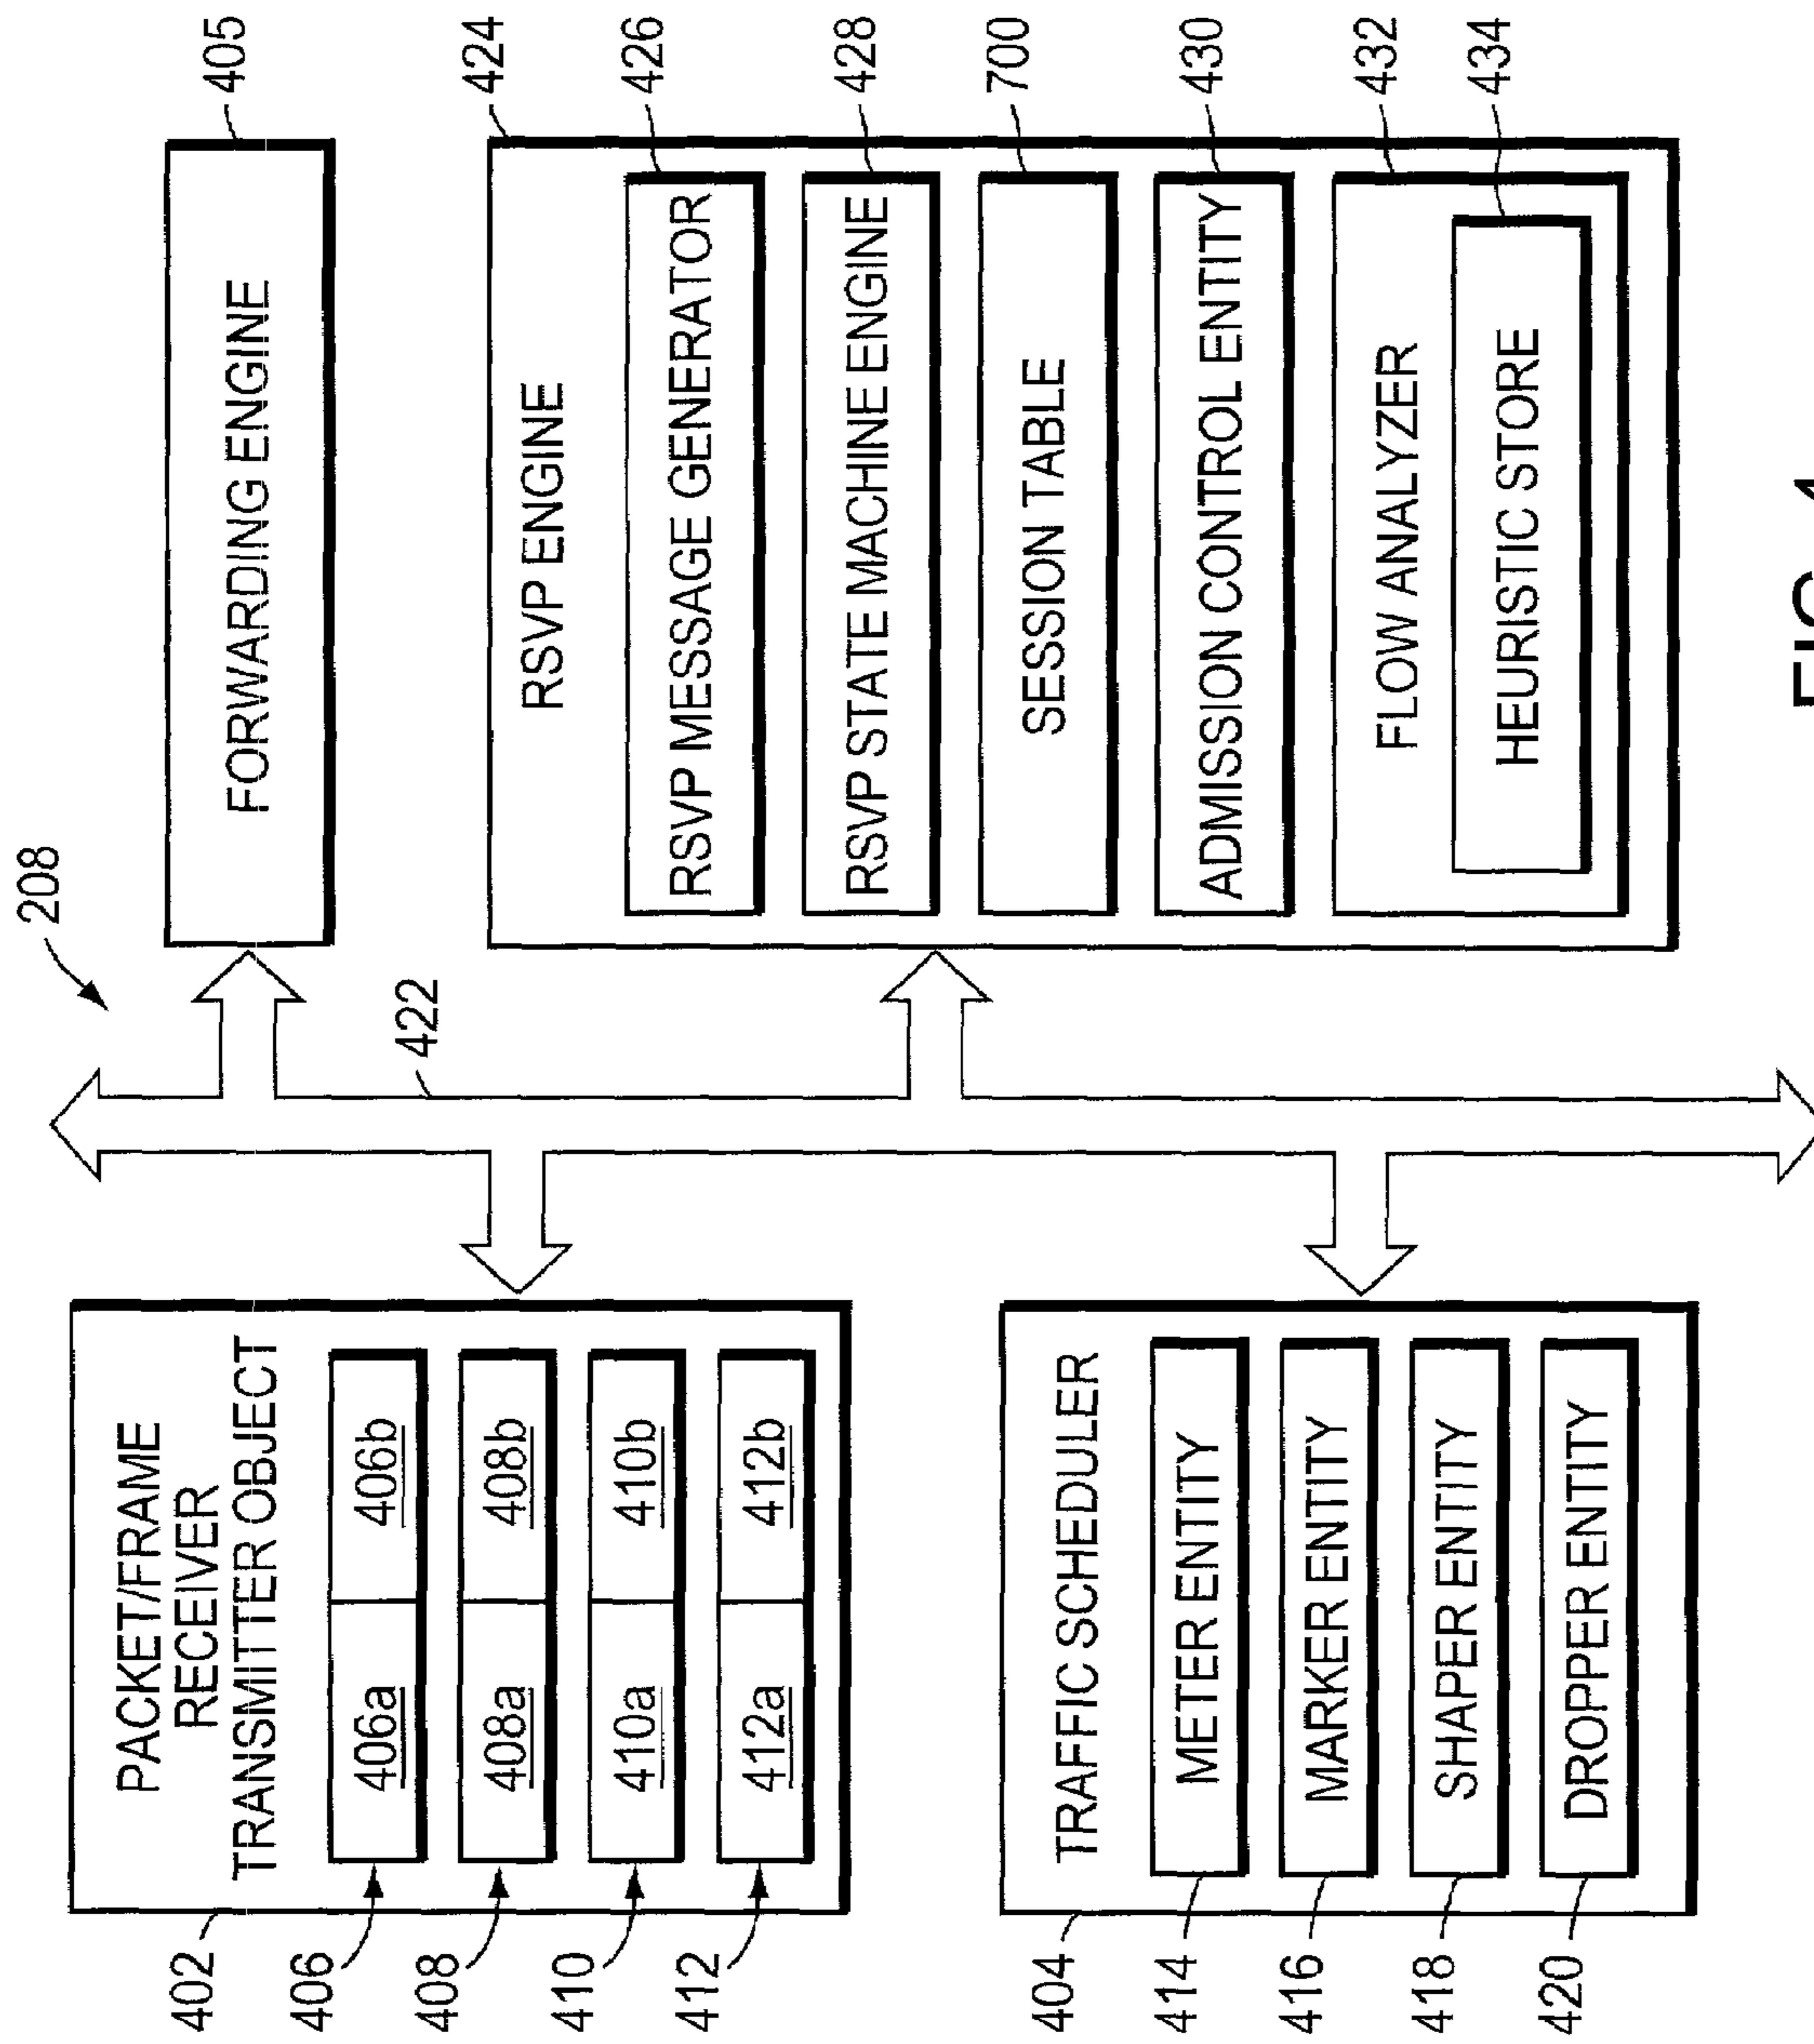 208
402
PACKET/FRAME
RECEIVER
TRANSMITTER OBJECT
406
406a
406b
408
408a
408b
410
410a
410b
412
412a
412b
404
TRAFFIC SCHEDULER
414
METER ENTITY
416
MARKER ENTITY
418
SHAPER ENTITY
420
DROPPER ENTITY
422
FORWARDING ENGINE
405
424
RSVP ENGINE
RSVP MESSAGE GENERATOR
426
RSVP STATE MACHINE ENGINE
428
SESSION TABLE
700
ADMISSION CONTROL ENTITY
430
FLOW ANALYZER
432
HEURISTIC STORE
434